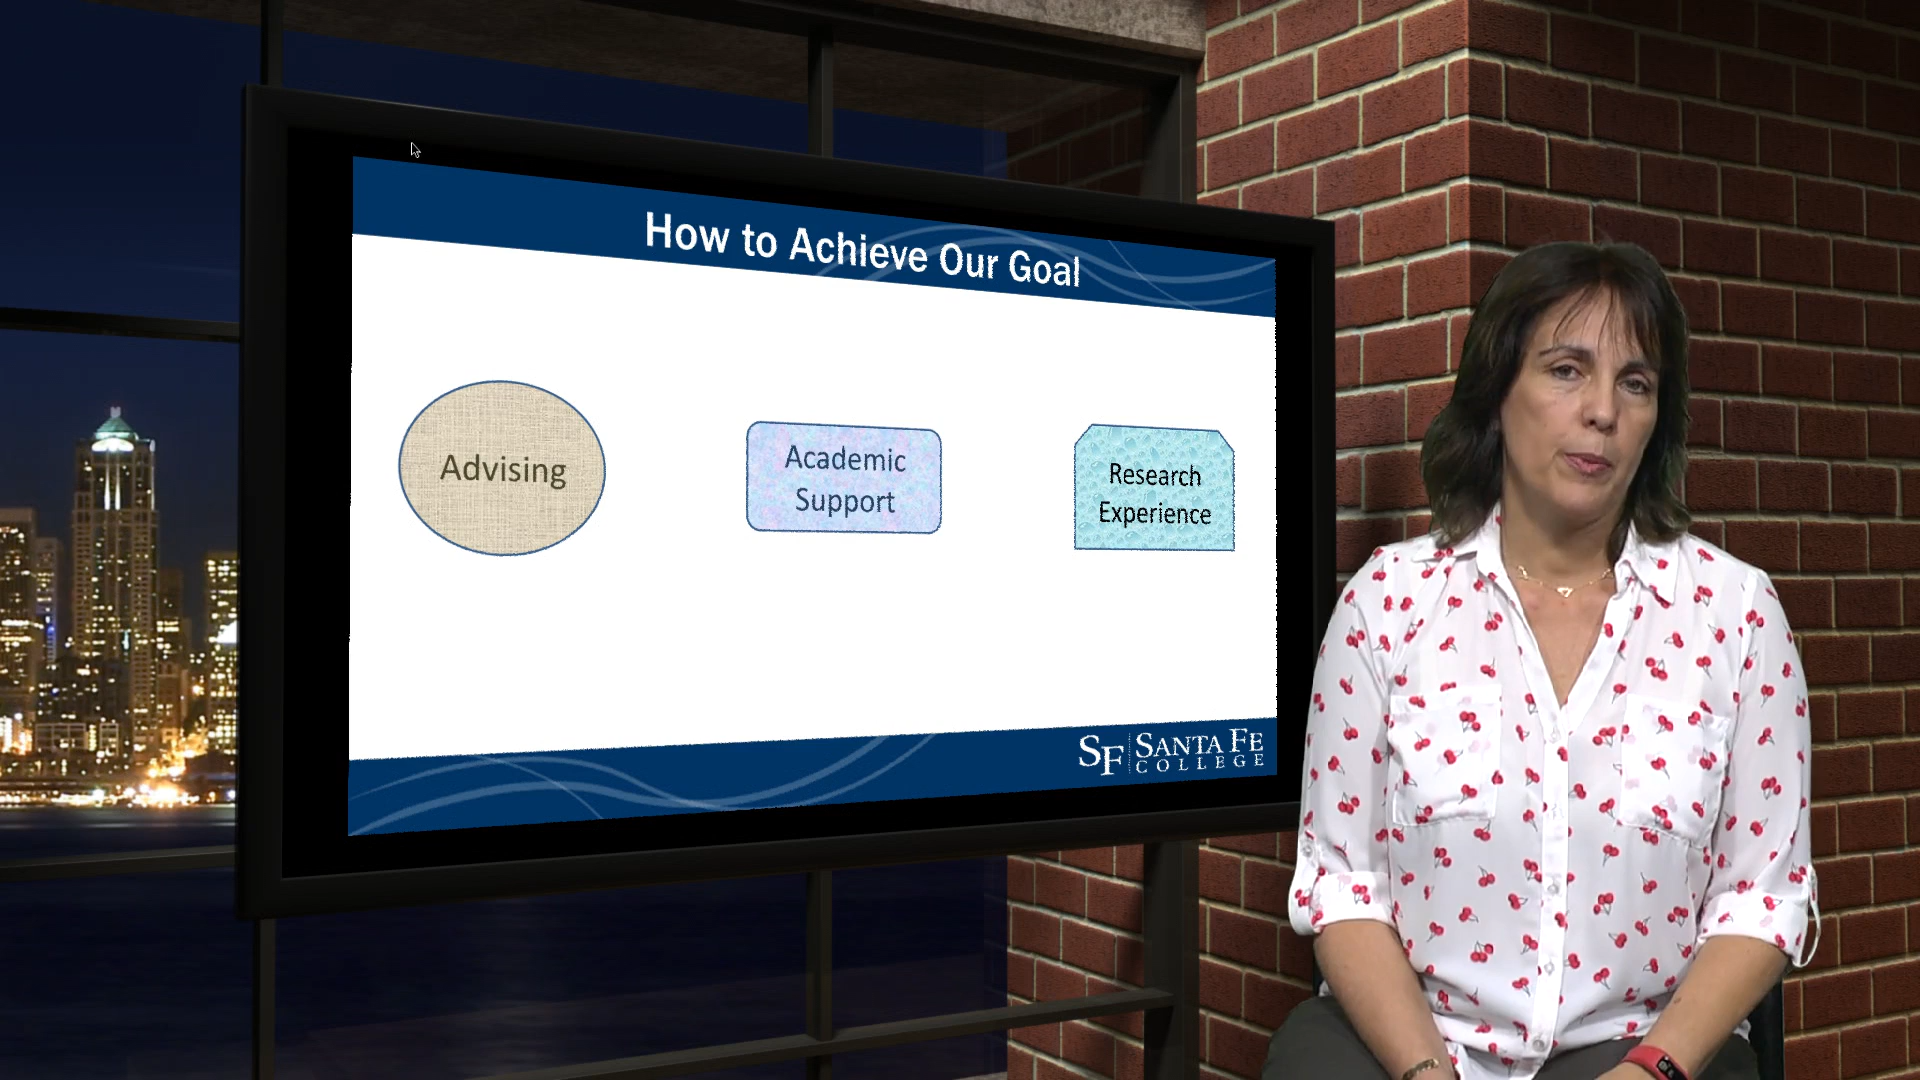 How to Achieve Our Goal
Advising
Academic
Support
Research
Experience
SF
SANTA FE
COLLEGE